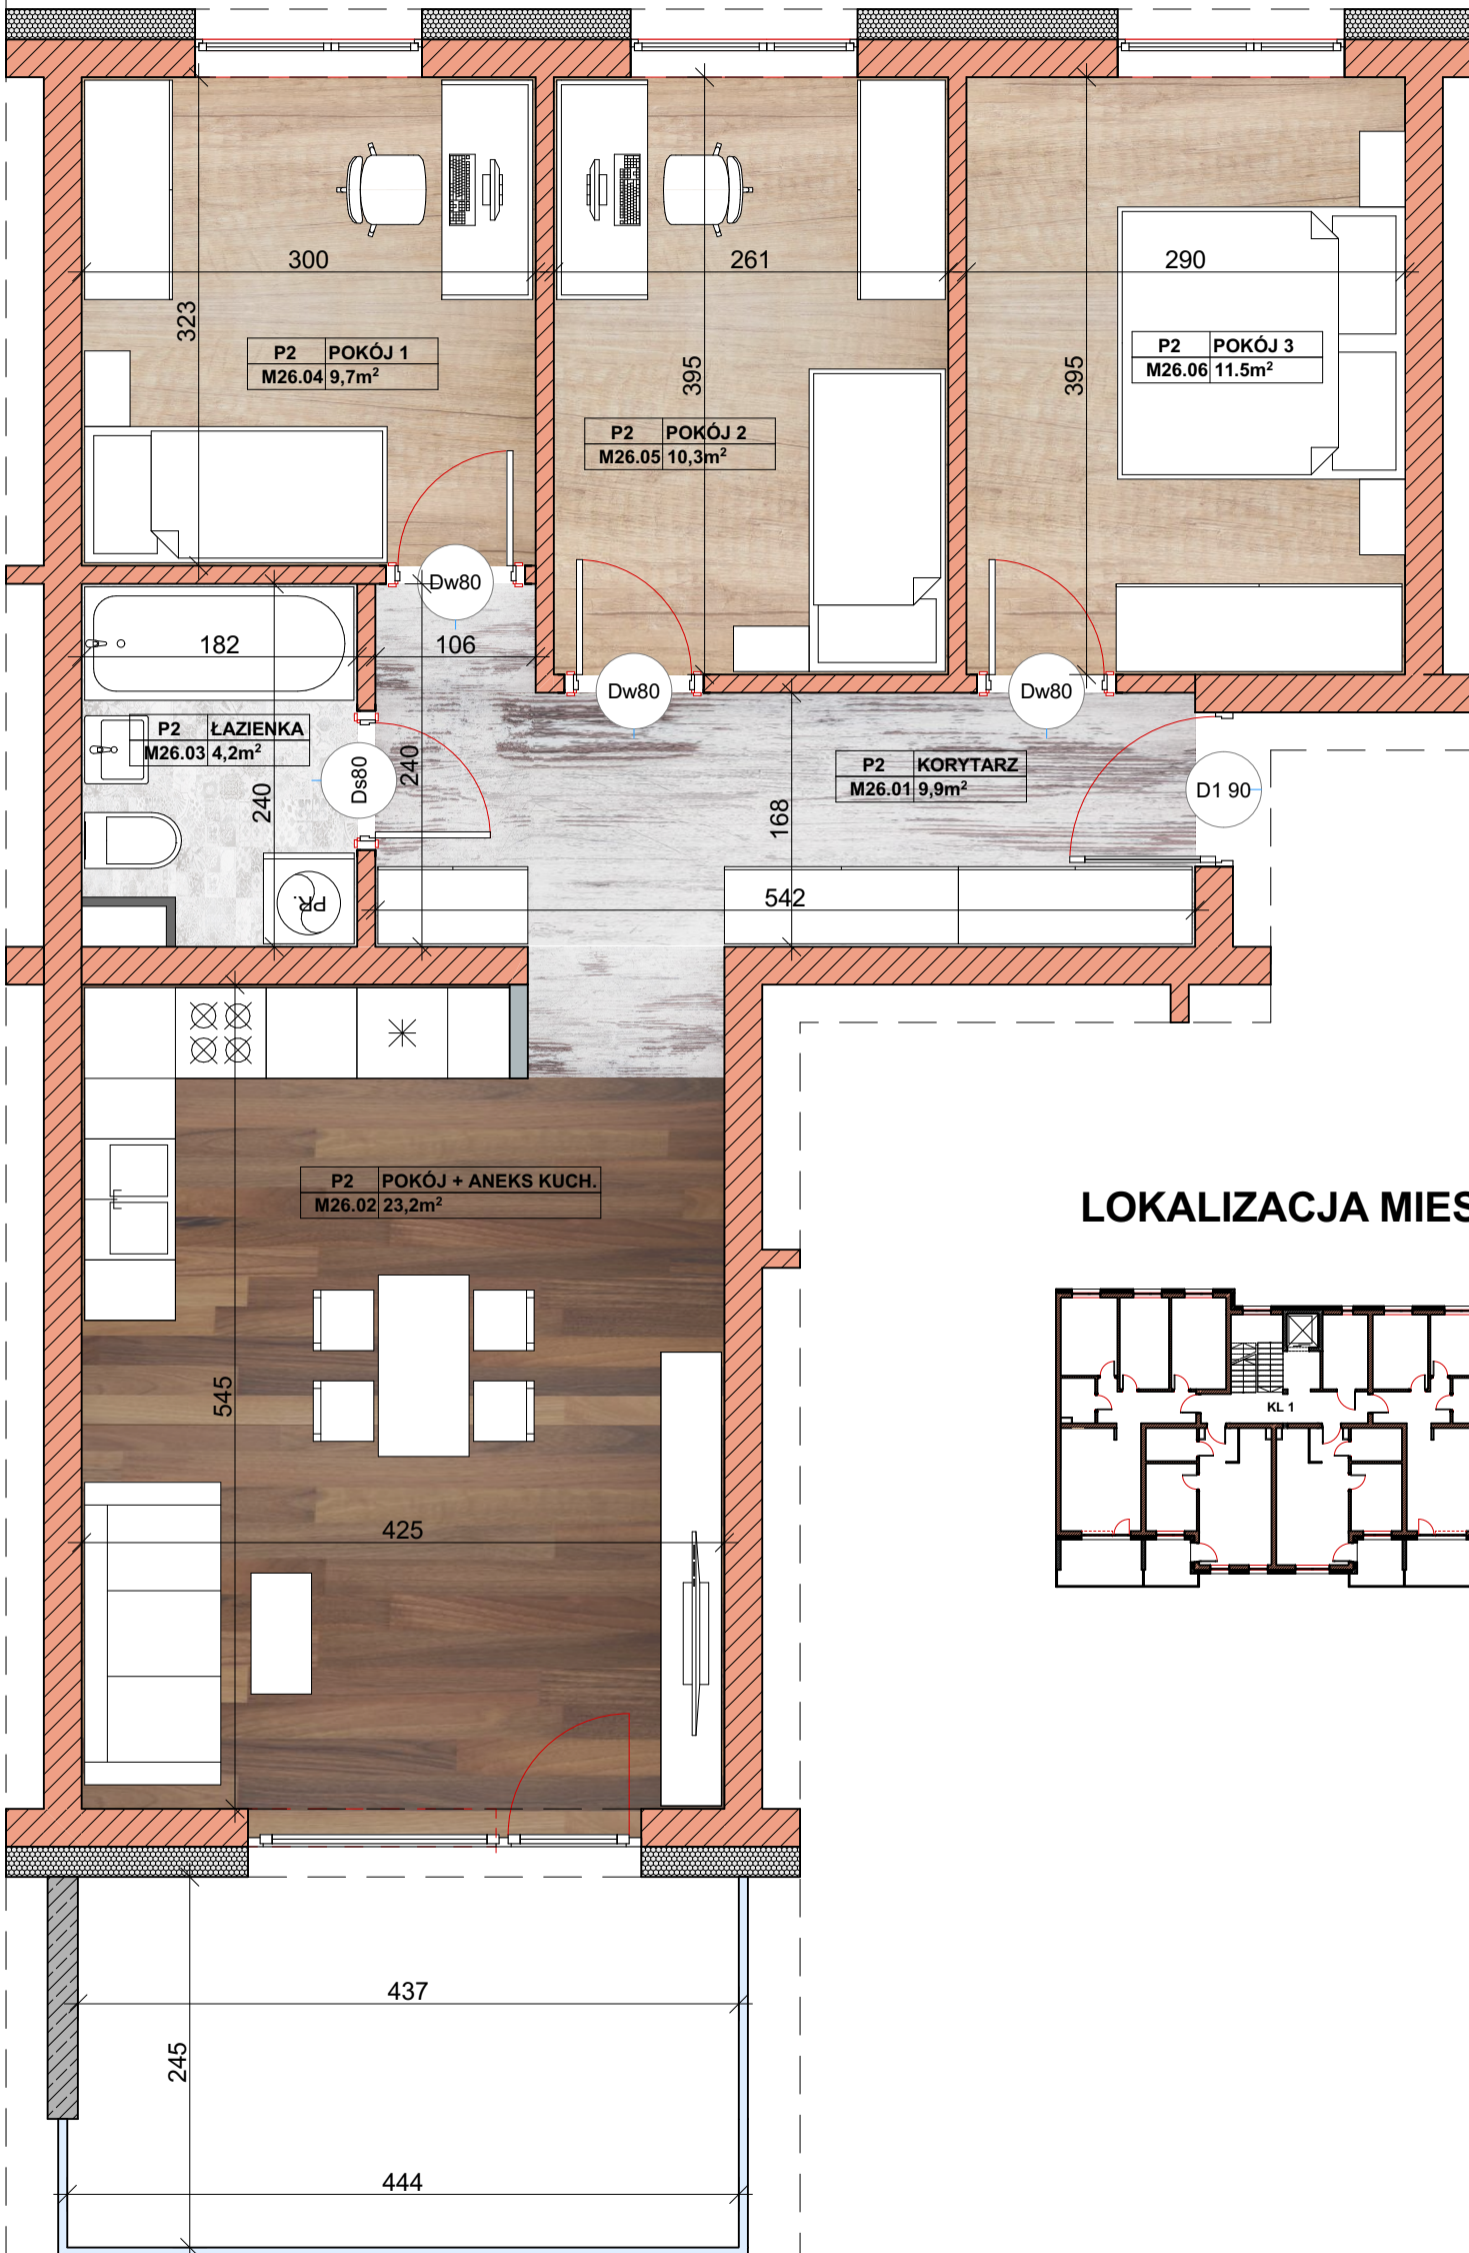 300
261
290
323
395
395
P2 POKÓJ 1
M26.04 9,7m²
P2 POKÓJ 2
M26.05 10,3m²
P2 POKÓJ 3
M26.06 11.5m²
Dw80
Dw80
Dw80
182
106
P2 ŁAZIENKA
M26.03 4,2m²
240
Ds80
240
P2 KORYTARZ
M26.01 9,9m²
168
D1 90
PR.
542
P2 POKÓJ + ANEKS KUCH.
M26.02 23,2m²
LOKALIZACJA MIES
KL 1
545
425
437
245
444